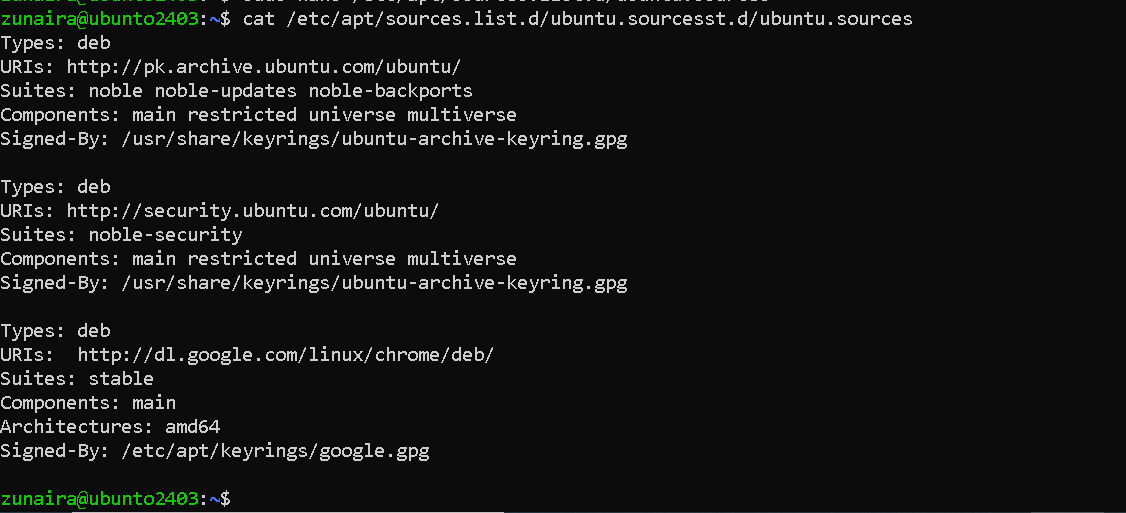 zunaira@ubunto2403:~$ cat /etc/apt/sources.list.d/ubuntu.sourcesst.d/ubuntu.sources
Types: deb
URIs: http://pk.archive.ubuntu.com/ubuntu/
Suites: noble noble-updates noble-backports
Components: main restricted universe multiverse
Signed-By: /usr/share/keyrings/ubuntu-archive-keyring.gpg
Types: deb
URIs: http://security.ubuntu.com/ubuntu/
Suites: noble-security
Components: main restricted universe multiverse
Signed-By: /usr/share/keyrings/ubuntu-archive-keyring.gpg
Types: deb
URIs:  http://dl.google.com/linux/chrome/deb/
Suites: stable
Components: main
Architectures: amd64
Signed-By: /etc/apt/keyrings/google.gpg
zunaira@ubunto2403:~$